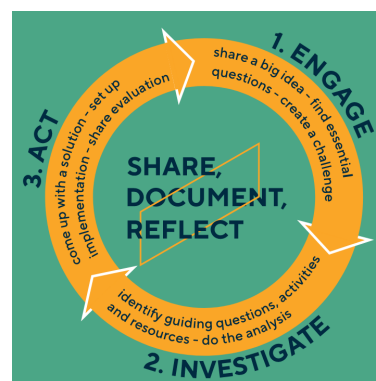 1. ENGAGE
share a big idea - find essential
questions - create a challenge
2. INVESTIGATE
identify guiding questions, activities
and resources - do the analysis
3. ACT
come up with a solution - set up
implementation - share evaluation
SHARE,
DOCUMENT,
REFLECT